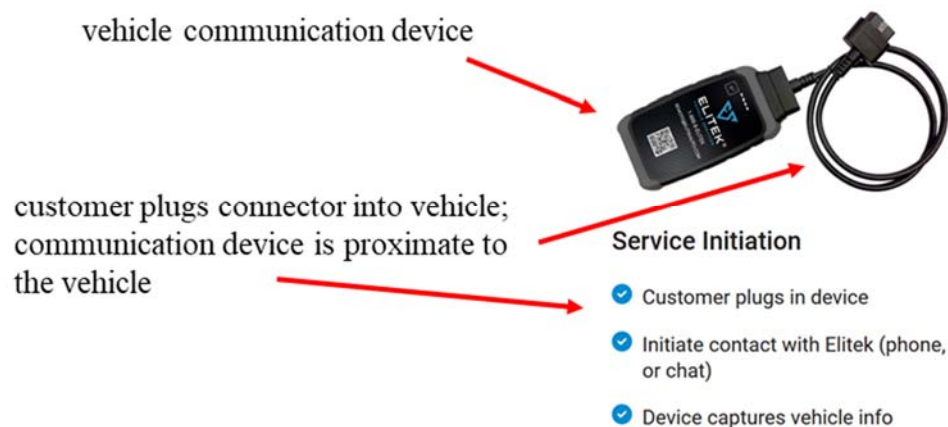 vehicle communication device
ELITEK®
customer plugs connector into vehicle;
communication device is proximate to
the vehicle
Service Initiation
Customer plugs in device
Initiate contact with Elitek (phone,
or chat)
Device captures vehicle info